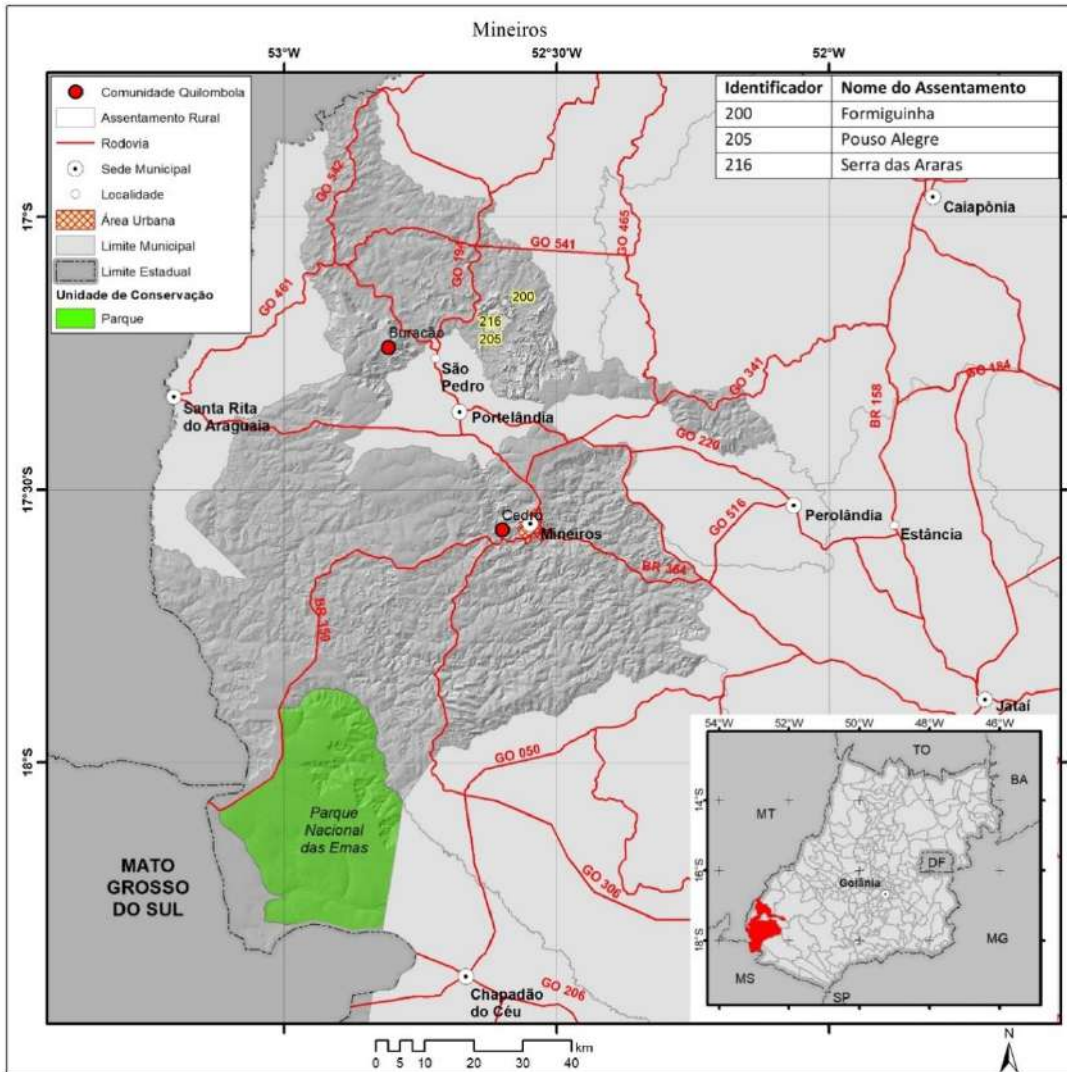 Mineiros
53°W
52°30'W
52°W
Comunidade Quilombola
Assentamento Rural
Rodovia
Sede Municipal
Localidade
Área Urbana
Limite Municipal
Limite Estadual
Unidade de Conservação
Parque
Identificador Nome do Assentamento
200 Formiguinha
205 Pouso Alegre
216 Serra das Araras
17°S
17°30'S
18°S
GO 542
GO 465
Caiapônia
GO 194
GO 541
GO 461
200
216
205
Buracão
São
Pedro
GO 341
BR 158
GO 184
Santa Rita
do Araguaia
Portelândia
GO 220
Cedro
Mineiros
GO 516
Perolândia
Estância
BR 364
BR 359
Jataí
GO 050
Parque
Nacional
das Emas
MATO
GROSSO
DO SUL
GO 306
Chapadão
do Céu
GO 206
54°W
52°W
50°W
48°W
46°W
14°S
16°S
18°S
TO
BA
MT
DF
Goiânia
MG
MS
SP
0 5 10 20 30 40
km
N